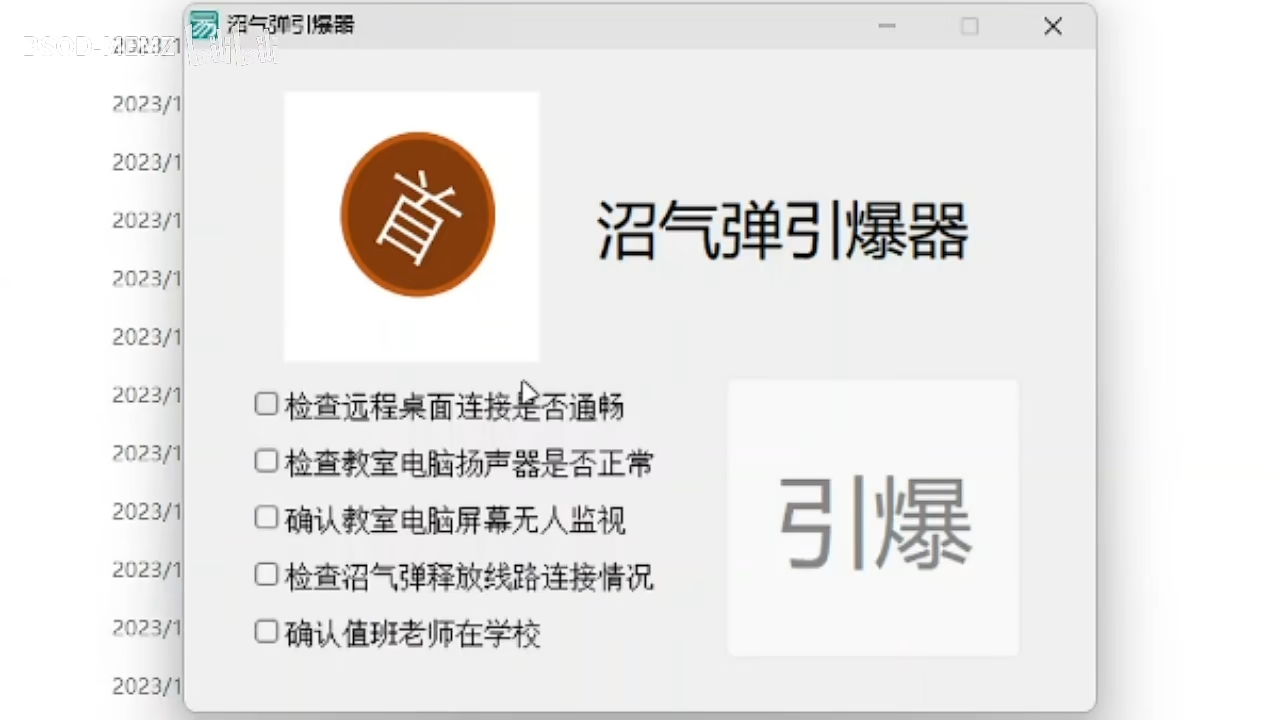 沼气弹引爆器
2023/1
2023/1
2023/1
2023/1
2023/1
2023/1
2023/1
2023/1
2023/1
2023/1
2023/1
2023/1
首
沼气弹引爆器
检查远程桌面连接是否通畅
检查教室电脑扬声器是否正常
确认教室电脑屏幕无人监视
检查沼气弹释放线路连接情况
确认值班老师在学校
引爆